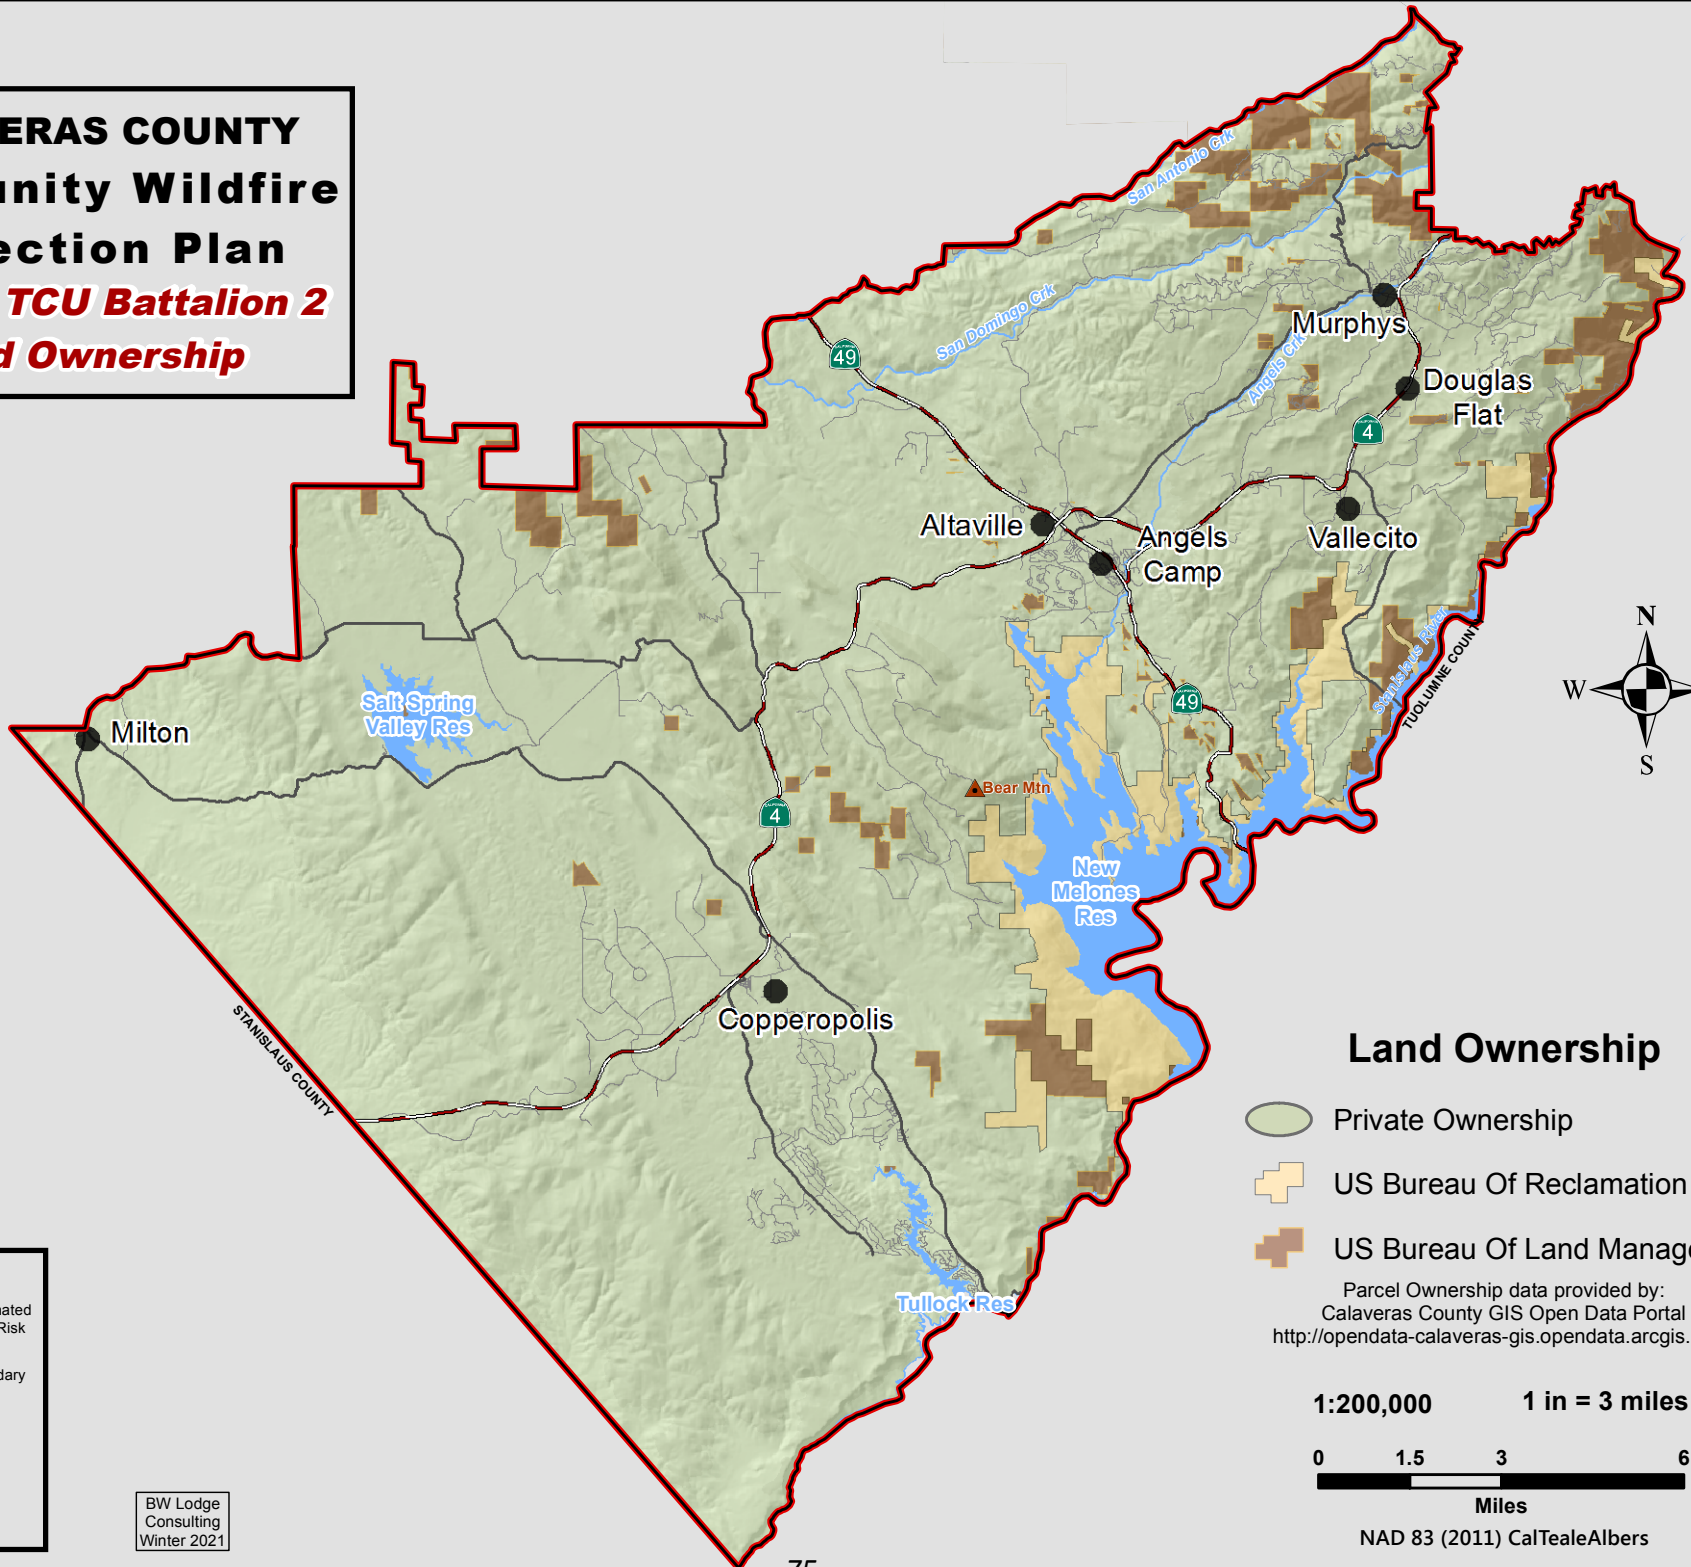 ERAS COUNTY
unity Wildfire
ection Plan
TCU Battalion 2
d Ownership
San Antonio Crk
San Domingo Crk
Angels Crk
49
Murphys
Douglas
Flat
4
Altaville
Angels
Camp
Vallecito
Stanislaus River
TUOLUMNE COUNTY
N
W
S
Salt Spring
Valley Res
Milton
49
Bear Mtn
4
New
Melones
Res
Copperopolis
STANISLAUS COUNTY
Tullock Res
Land Ownership
Private Ownership
US Bureau Of Reclamation
US Bureau Of Land Manage
Parcel Ownership data provided by:
Calaveras County GIS Open Data Portal
http://opendata-calaveras-gis.opendata.arcgis.
1:200,000 1 in = 3 miles
0 1.5 3 6
Miles
NAD 83 (2011) CalTealeAlbers
nated
Risk
dary
BW Lodge
Consulting
Winter 2021